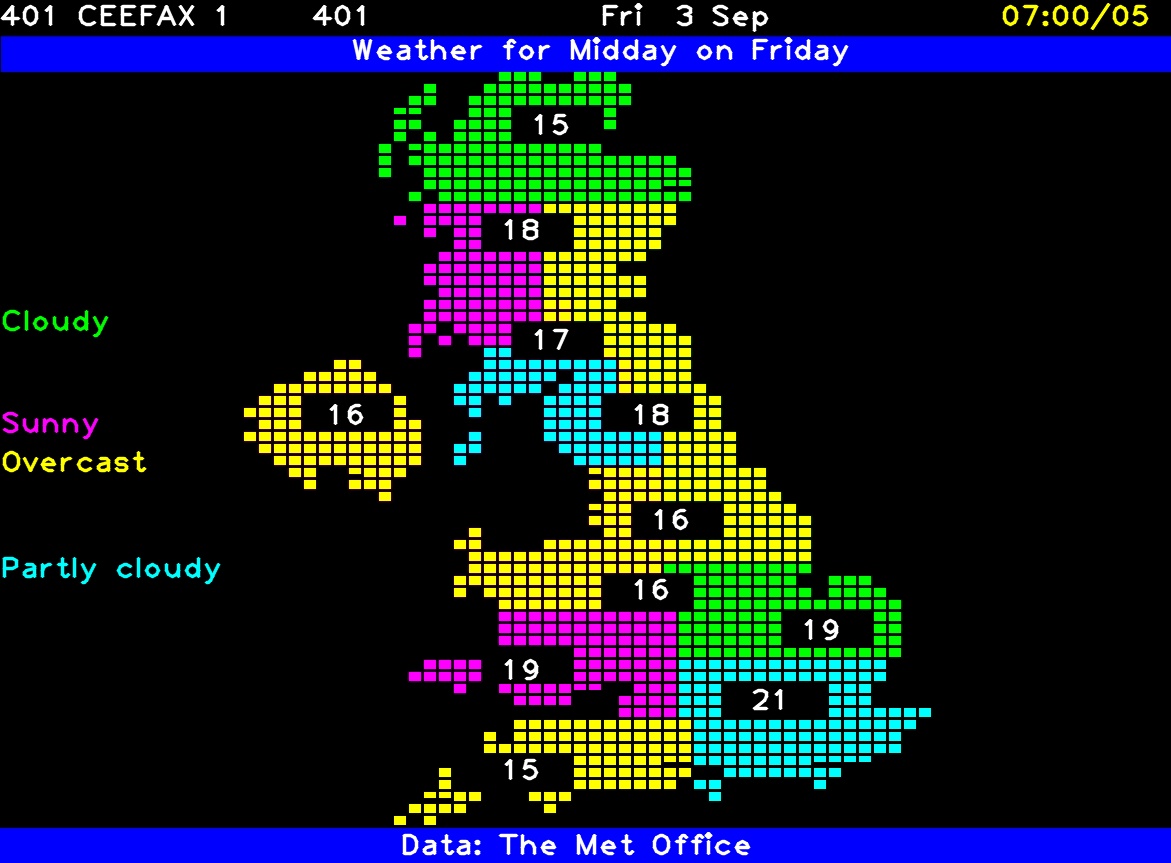 401 CEEFAX 1 401 Fri 3 Sep 07:00/05
Weather for Midday on Friday
15
18
Cloudy
17
16
18
Sunny
Overcast
16
Partly cloudy
16
19
19
21
15
Data: The Met Office